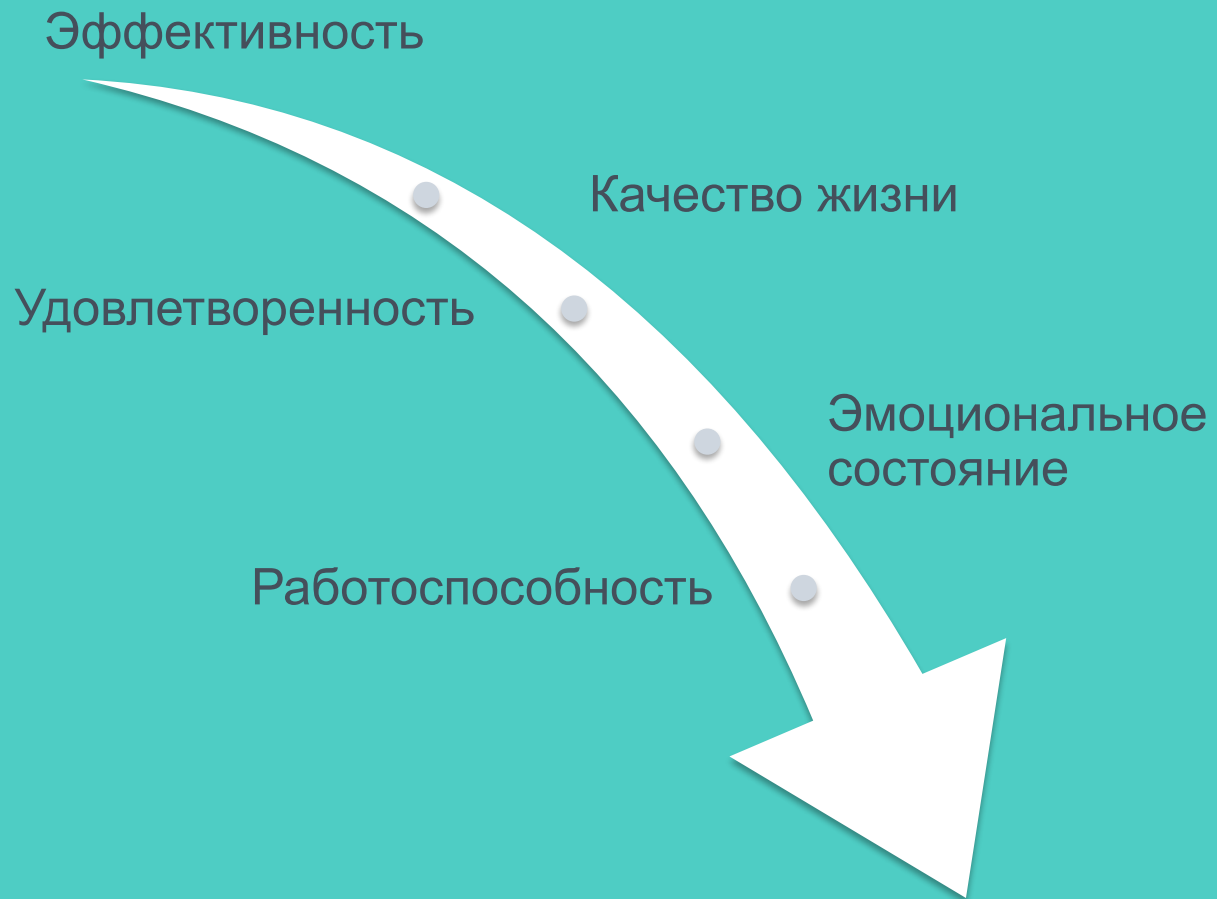 Эффективность
Качество жизни
Удовлетворенность
Эмоциональное
состояние
Работоспособность